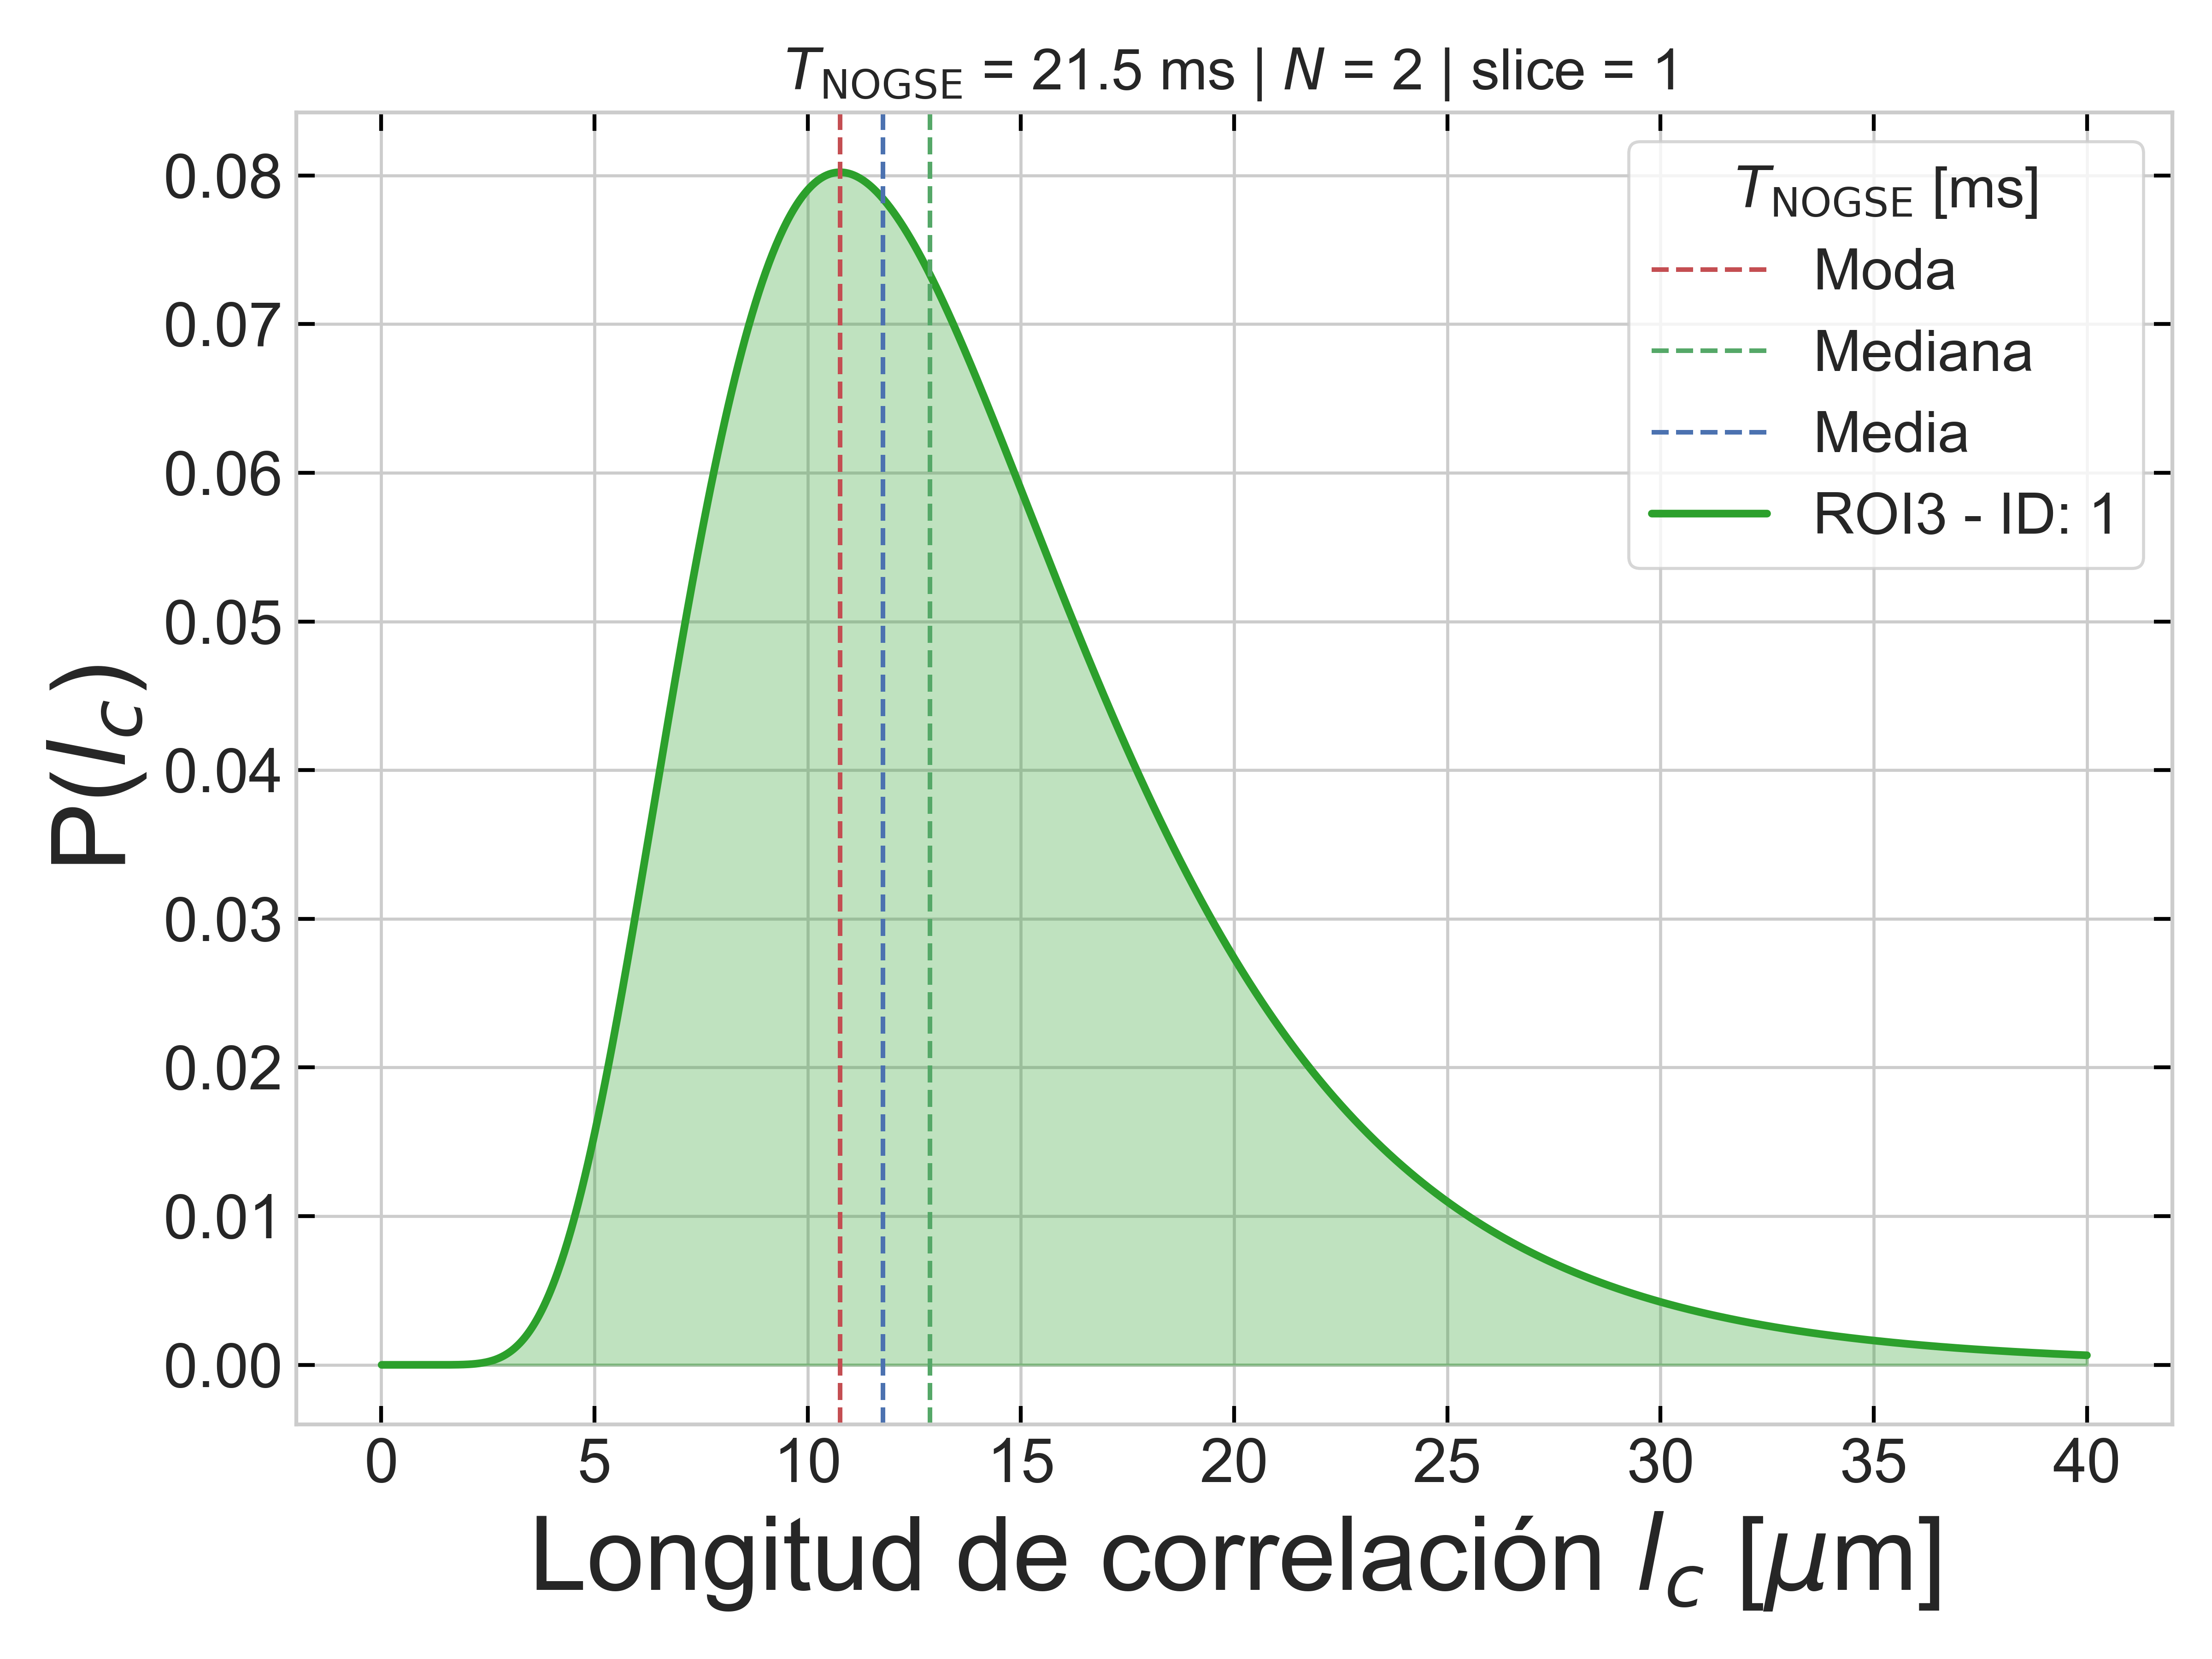 T_NOGSE = 21.5 ms | N = 2 | slice = 1
P(l_c)
0.08
0.07
0.06
0.05
0.04
0.03
0.02
0.01
0.00
T_NOGSE [ms]
Moda
Mediana
Media
ROI3 - ID: 1
0 5 10 15 20 25 30 35 40
Longitud de correlación l_c [μm]